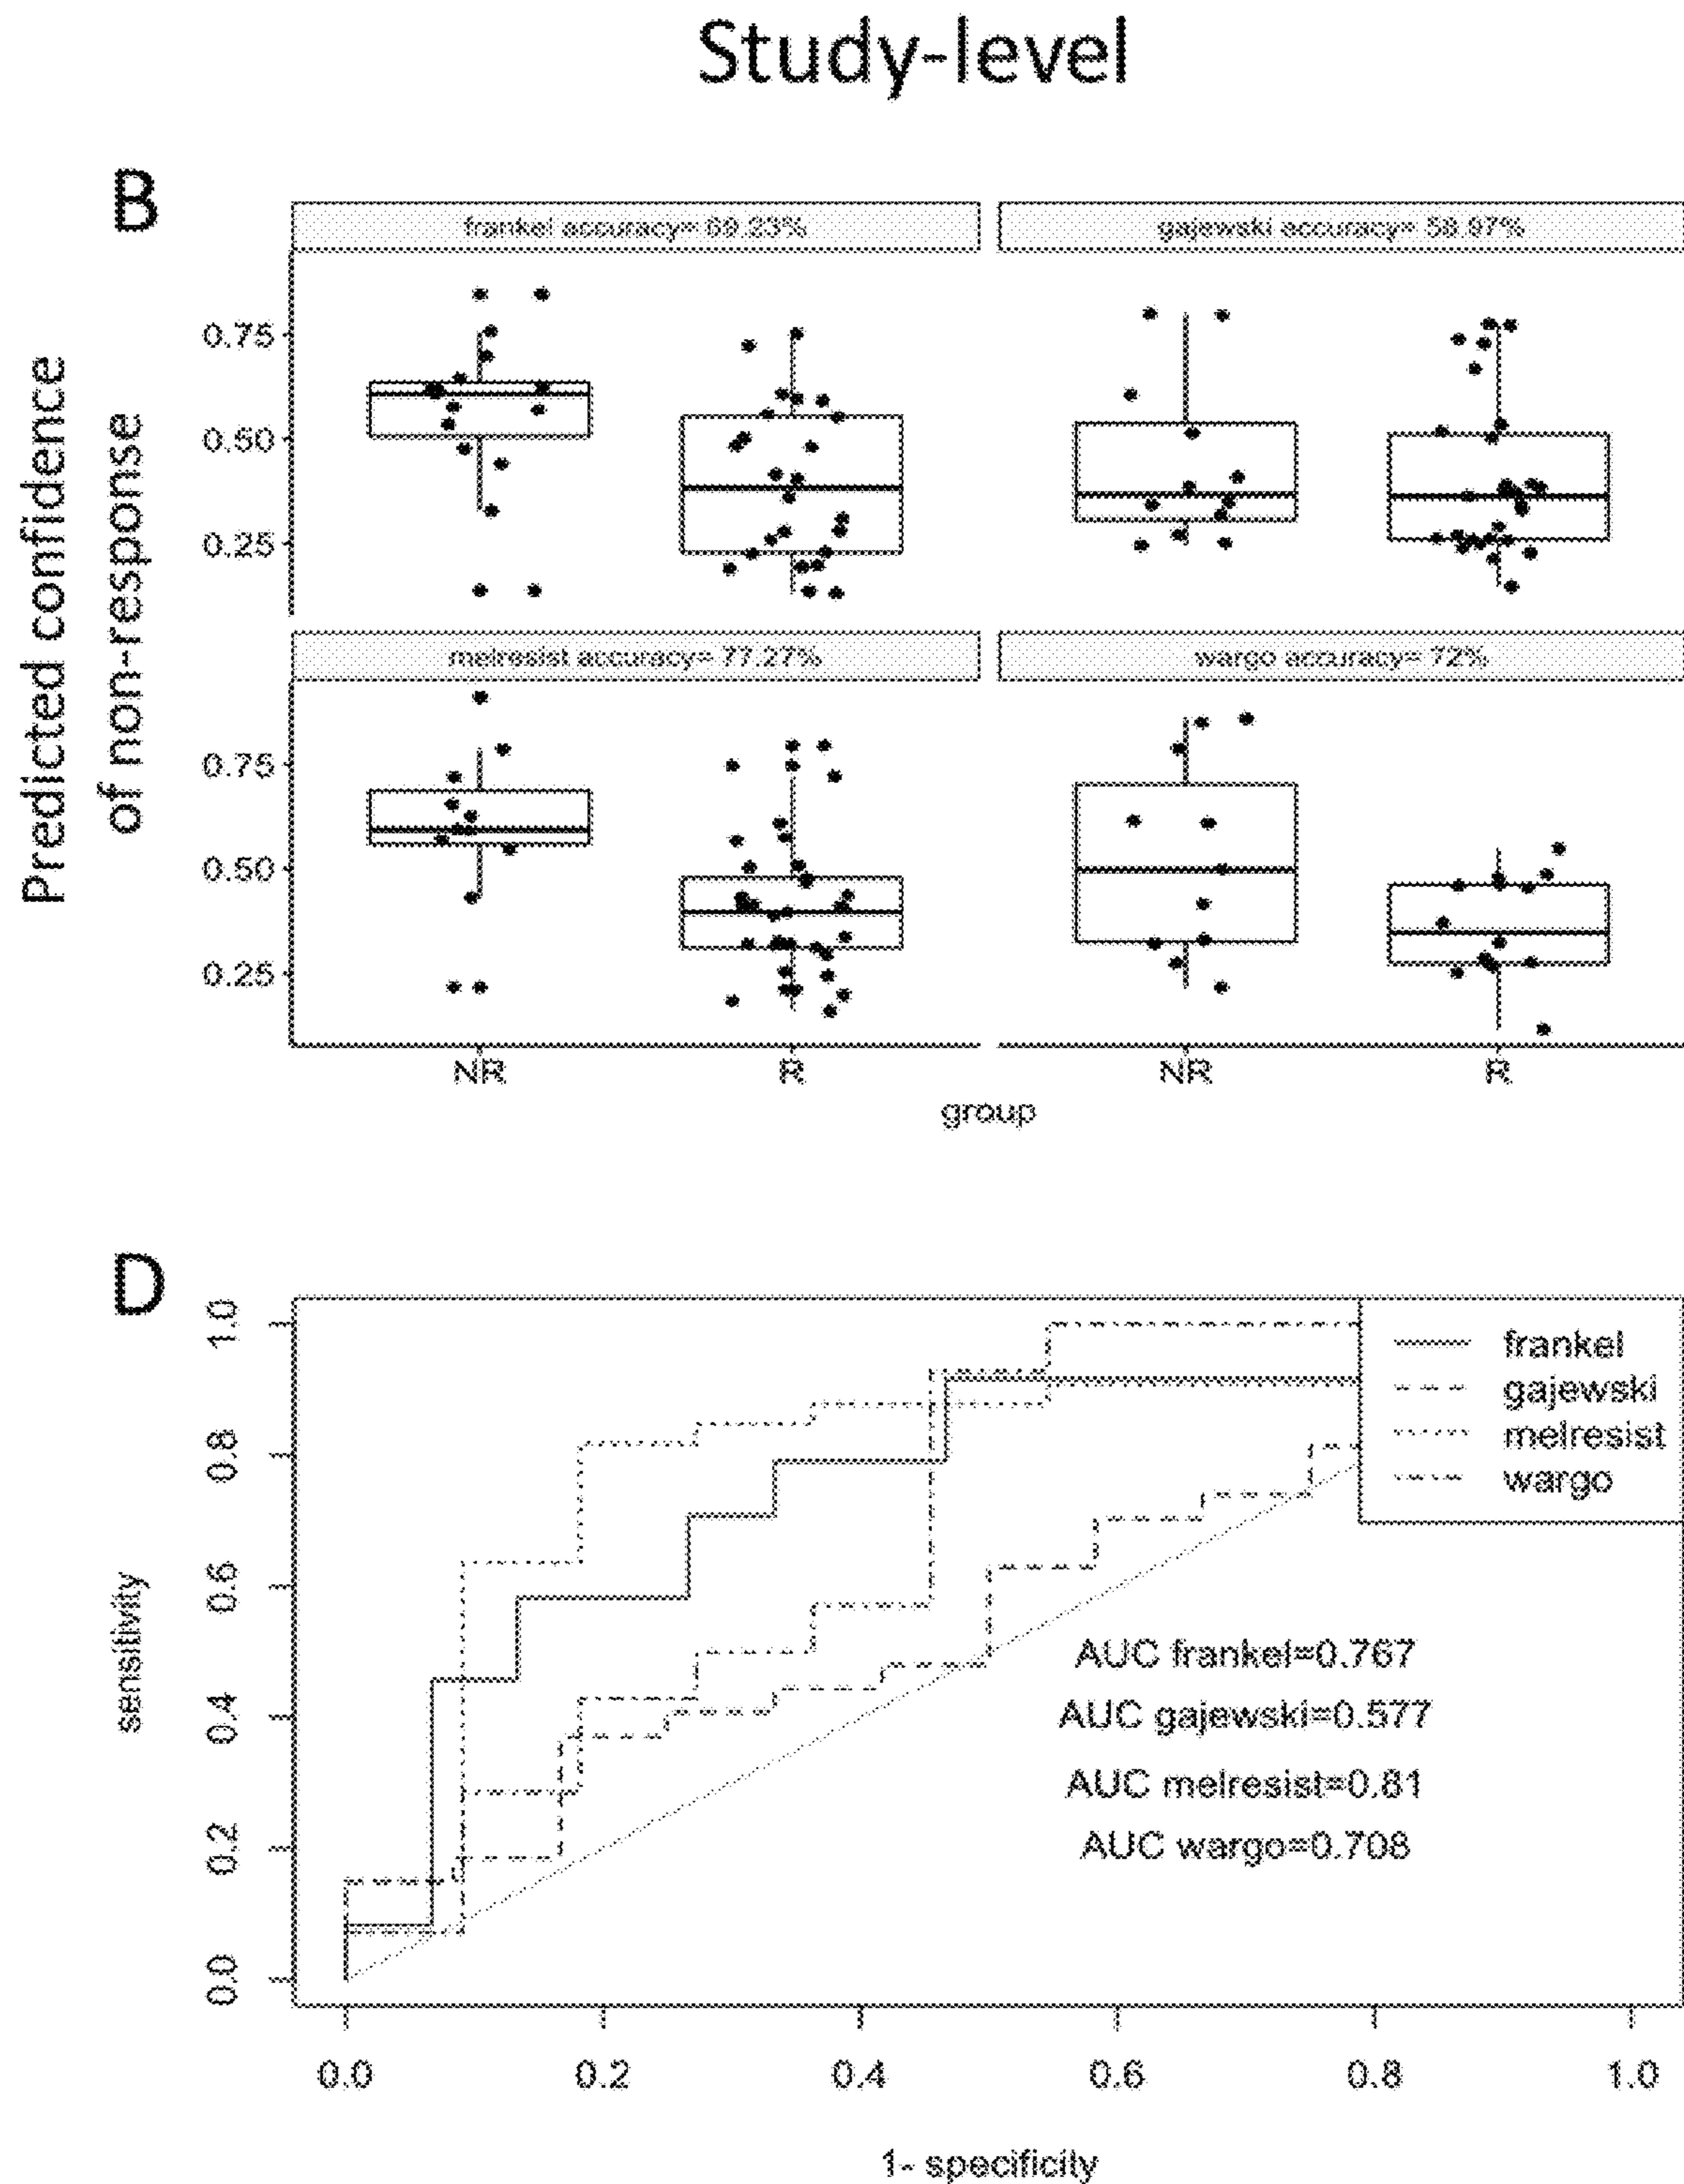 Study-level
B
frankel accuracy= 69.23%
gajewski accuracy= 58.97%
Predicted confidence
of non-response
0.75
0.50
0.25
melresist accuracy= 77.27%
wargo accuracy= 72%
0.75
0.50
0.25
NR
R
NR
R
group
D
sensitivity
1.0
0.8
0.6
0.4
0.2
0.0
frankel
gajewski
melresist
wargo
AUC frankel=0.767
AUC gajewski=0.577
AUC melresist=0.81
AUC wargo=0.708
0.0
0.2
0.4
0.6
0.8
1.0
1- specificity